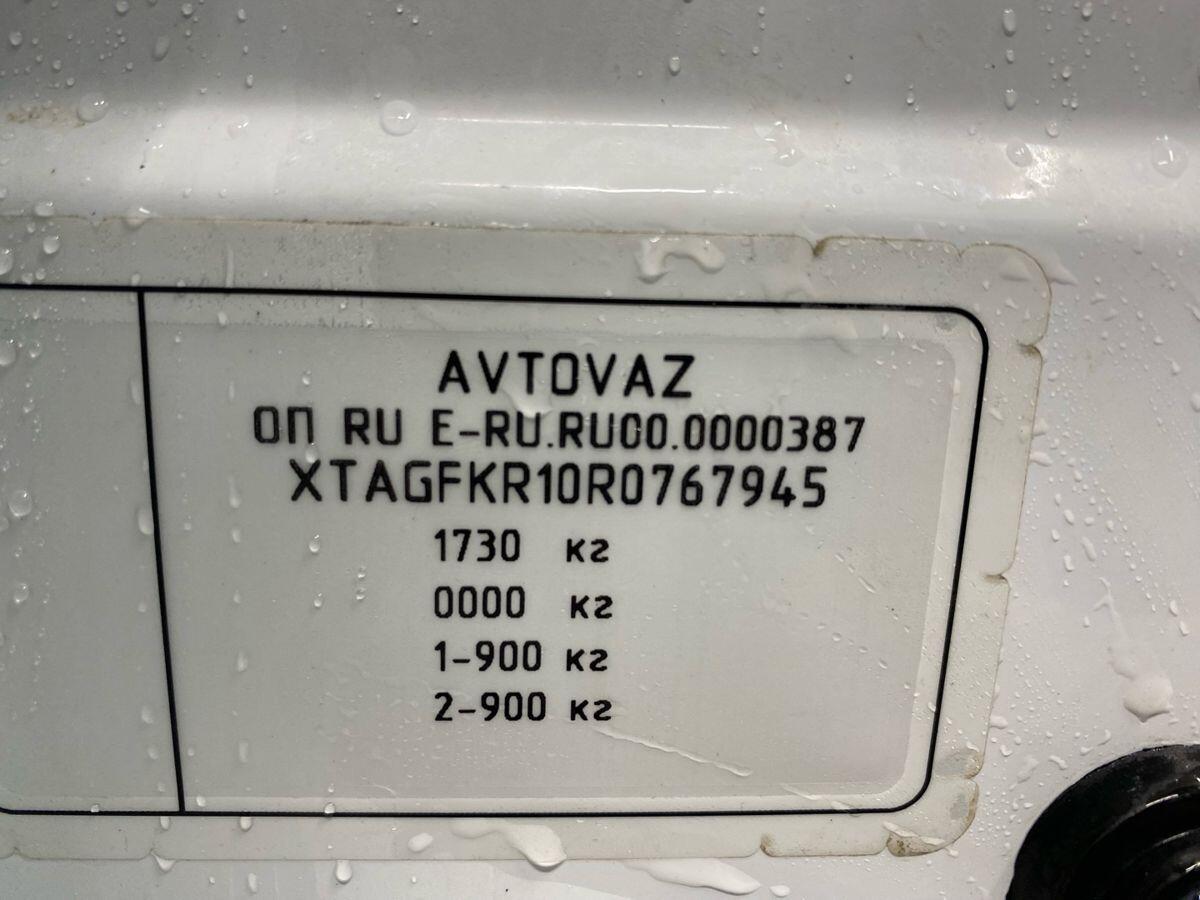 AVTOVAZ
ОП RU E-RU.RU00.0000387
XTAGFKR10R0767945
1730 кг
0000 кг
1-900 кг
2-900 кг